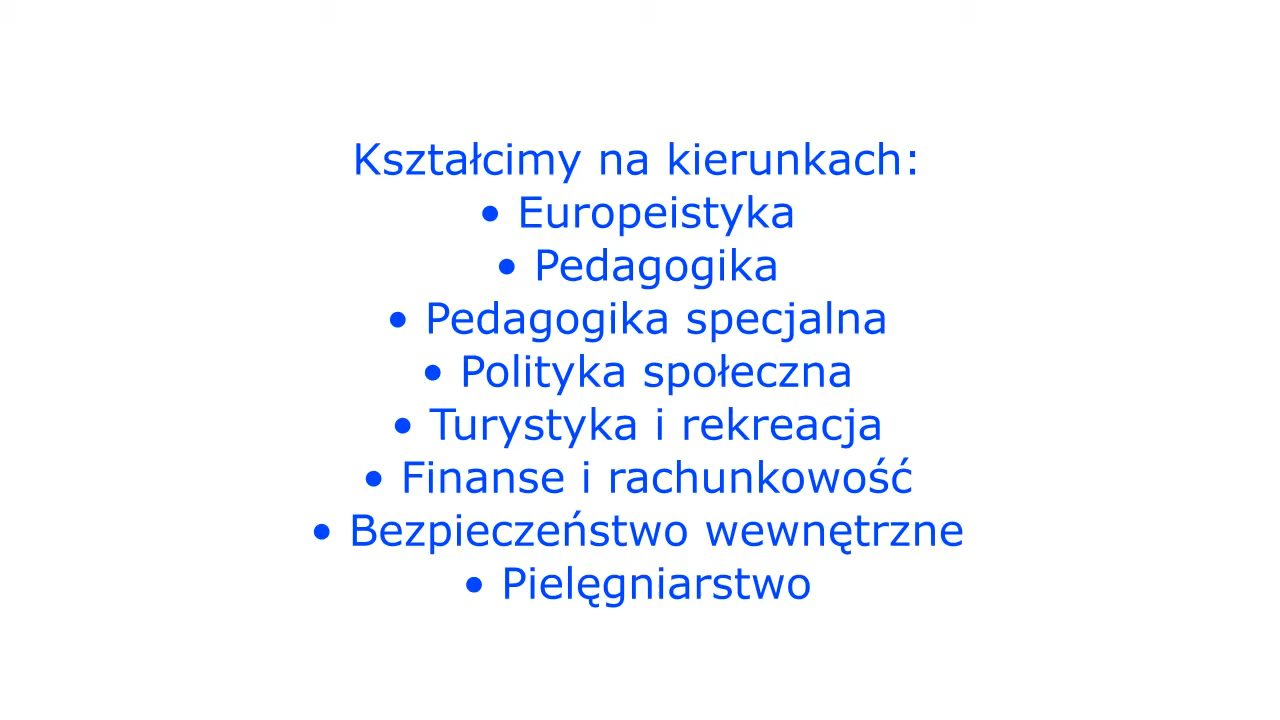 Kształcimy na kierunkach:
• Europeistyka
• Pedagogika
• Pedagogika specjalna
• Polityka społeczna
• Turystyka i rekreacja
• Finanse i rachunkowość
• Bezpieczeństwo wewnętrzne
• Pielęgniarstwo